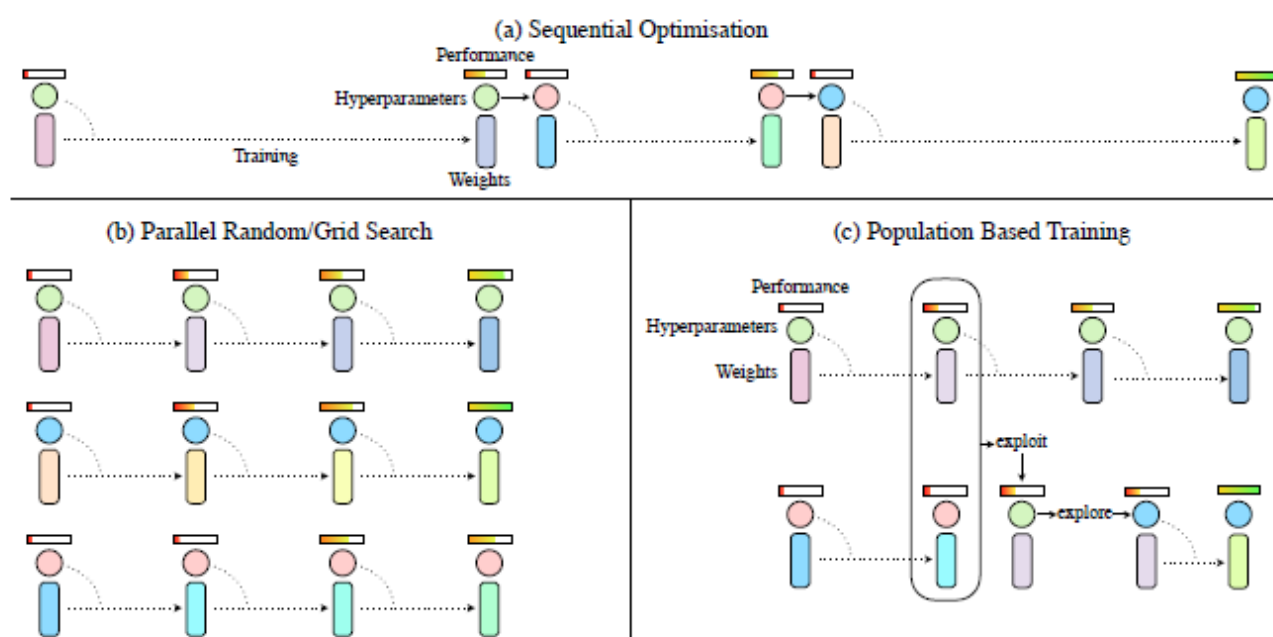 (a) Sequential Optimisation
Performance
Hyperparameters
Training
Weights
(b) Parallel Random/Grid Search
(c) Population Based Training
Performance
Hyperparameters
Weights
exploit
explore